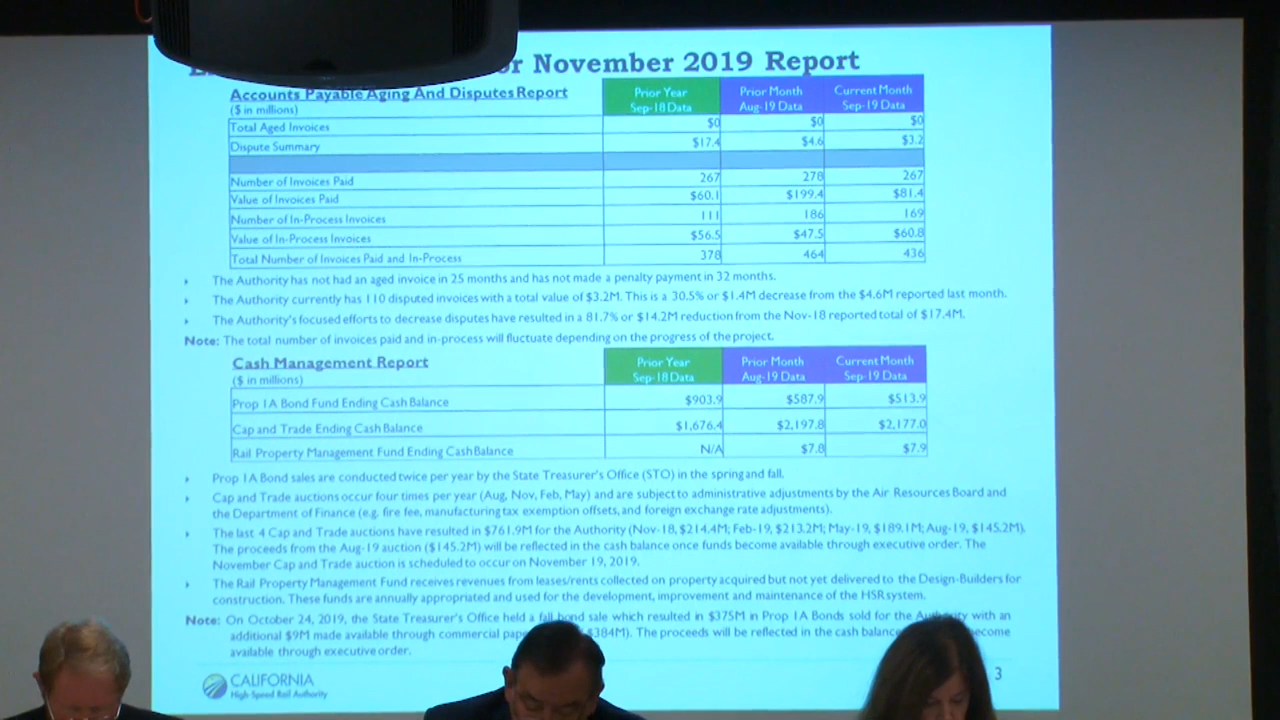 or November 2019 Report
Accounts Payable Aging And Disputes Report
($ in millions)
Prior Year
Sep-18 Data
Prior Month
Aug-19 Data
Current Month
Sep-19 Data
Total Aged Invoices $0 $0 $0
Dispute Summary $17.4 $4.6 $3.2
Number of Invoices Paid 267 278 267
Value of Invoices Paid $60.1 $199.4 $81.4
Number of In-Process Invoices 111 186 169
Value of In-Process Invoices $56.5 $47.5 $60.8
Total Number of Invoices Paid and In-Process 378 464 436
The Authority has not had an aged invoice in 25 months and has not made a penalty payment in 32 months.
The Authority currently has 110 disputed invoices with a total value of $3.2M. This is a 30.5% or $1.4M decrease from the $4.6M reported last month.
The Authority's focused efforts to decrease disputes have resulted in a 81.7% or $14.2M reduction from the Nov-18 reported total of $17.4M.
Note: The total number of invoices paid and in-process will fluctuate depending on the progress of the project.
Cash Management Report
($ in millions)
Prior Year
Sep-18 Data
Prior Month
Aug-19 Data
Current Month
Sep-19 Data
Prop 1A Bond Fund Ending Cash Balance $903.9 $587.9 $513.9
Cap and Trade Ending Cash Balance $1,676.4 $2,197.8 $2,177.0
Rail Property Management Fund Ending Cash Balance N/A $7.8 $7.9
Prop 1A Bond sales are conducted twice per year by the State Treasurer's Office (STO) in the spring and fall.
Cap and Trade auctions occur four times per year (Aug, Nov, Feb, May) and are subject to administrative adjustments by the Air Resources Board and
the Department of Finance (e.g. fire fee, manufacturing tax exemption offsets, and foreign exchange rate adjustments).
The last 4 Cap and Trade auctions have resulted in $761.9M for the Authority (Nov-18, $214.4M; Feb-19, $213.2M; May-19, $189.1M; Aug-19, $145.2M).
The proceeds from the Aug-19 auction ($145.2M) will be reflected in the cash balance once funds become available through executive order. The
November Cap and Trade auction is scheduled to occur on November 19, 2019.
The Rail Property Management Fund receives revenues from leases/rents collected on property acquired but not yet delivered to the Design-Builders for
construction. These funds are annually appropriated and used for the development, improvement and maintenance of the HSR system.
Note: On October 24, 2019, the State Treasurer's Office held a fall bond sale which resulted in $375M in Prop 1A Bonds sold for the Authority with an
additional $9M made available through commercial pape $384M). The proceeds will be reflected in the cash balance ecome
available through executive order.
CALIFORNIA
High-Speed Rail Authority
3